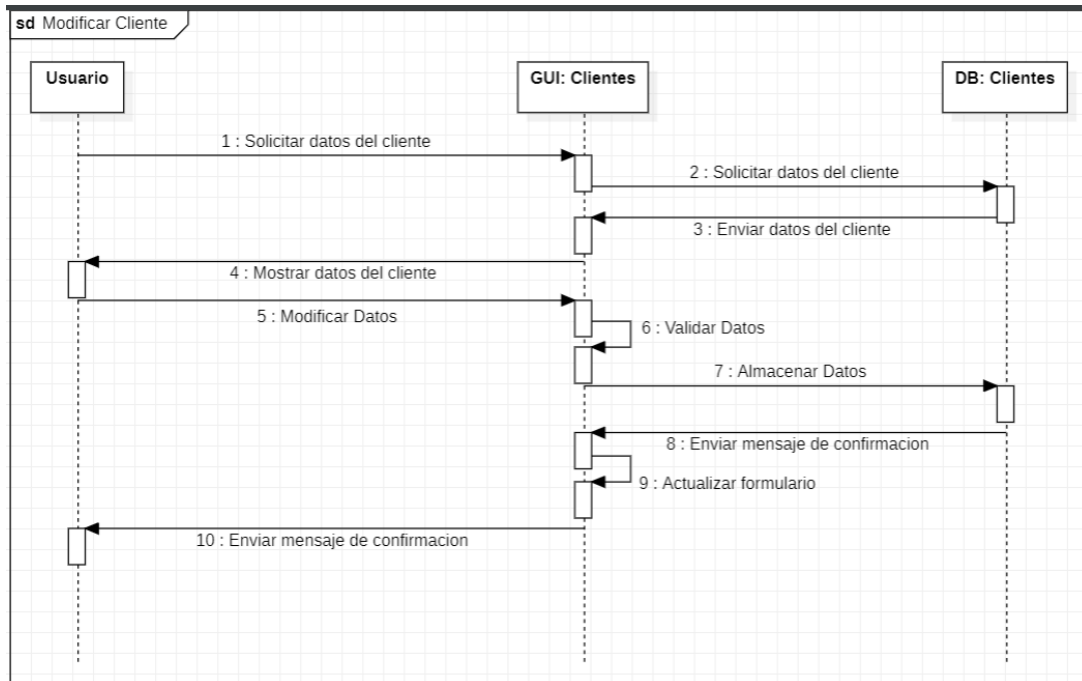 sd Modificar Cliente
Usuario
GUI: Clientes
DB: Clientes
1 : Solicitar datos del cliente
2 : Solicitar datos del cliente
3 : Enviar datos del cliente
4 : Mostrar datos del cliente
5 : Modificar Datos
6 : Validar Datos
7 : Almacenar Datos
8 : Enviar mensaje de confirmacion
9 : Actualizar formulario
10 : Enviar mensaje de confirmacion